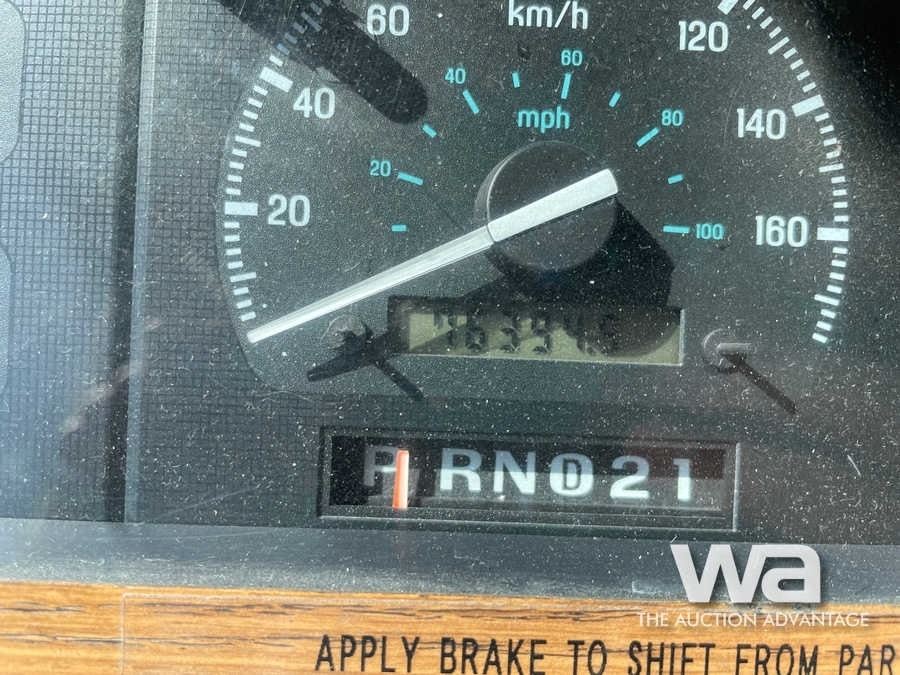 km/h
60
120
60
40
40
mph
80
140
20
20
100
160
PRND21
wa
THE AUCTION ADVANTAGE
APPLY BRAKE TO SHIFT FROM PAR